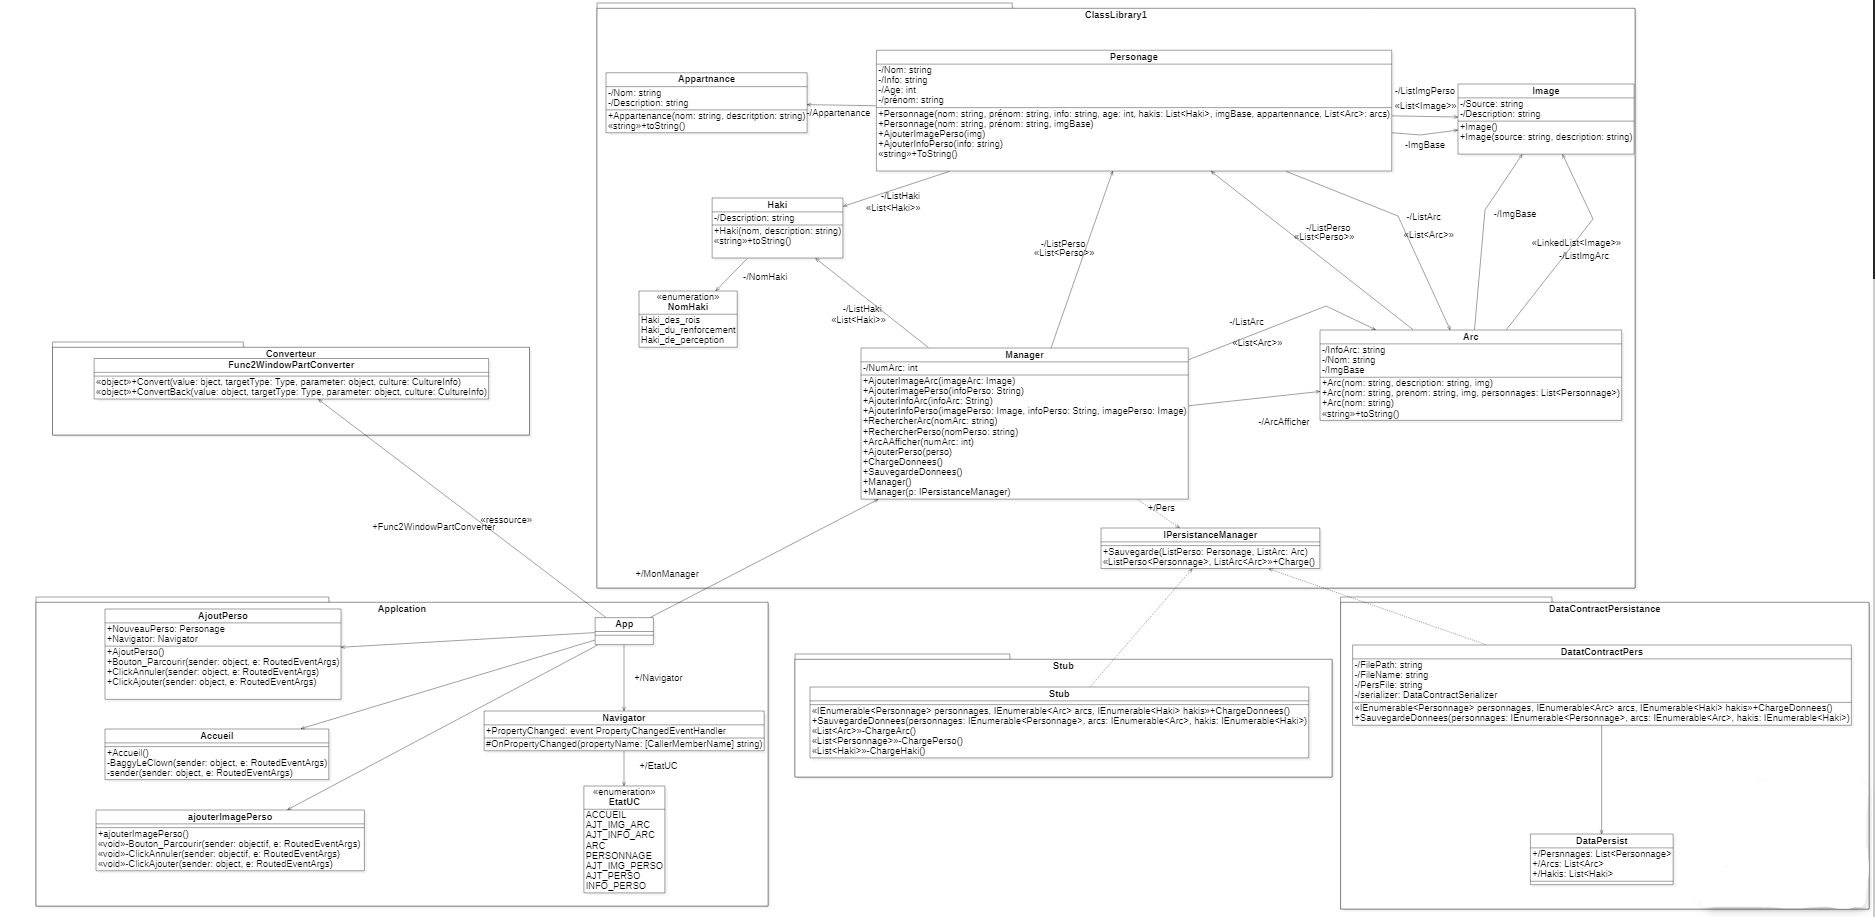 ClassLibrary1
Personage
-/Nom: string
-/Info: string
-/Age: int
-/prénom: string
+Personnage(nom: string, prénom: string, info: string, age: int, hakis: List<Haki>, imgBase, appartennance, List<Arc>: arcs)
+Personnage(nom: string, prénom: string, imgBase)
+AjouterImagePerso(img)
+AjouterInfoPerso(info: string)
«string»+ToString()
Appartnance
-/Nom: string
-/Description: string
+Appartenance(nom: string, descritption: string)
«string»+toString()
-/Appartenance
-/ListImgPerso
«List<Image>»
-ImgBase
Image
-/Source: string
-/Description: string
+Image()
+Image(source: string, description: string)
-/ListHaki
«List<Haki>»
Haki
-/Description: string
+Haki(nom, description: string)
«string»+toString()
-/NomHaki
«enumeration»
NomHaki
Haki_des_rois
Haki_du_renforcement
Haki_de_perception
-/ListHaki
«List<Haki>»
-/ListPerso
«List<Perso>»
-/ListPerso
«List<Perso>»
-/ListArc
«List<Arc>»
-/ImgBase
«LinkedList<Image>»
-/ListImgArc
-/ListArc
«List<Arc>»
Arc
-/InfoArc: string
-/Nom: string
-/ImgBase
+Arc(nom: string, description: string, img)
+Arc(nom: string, prenom: string, img, personnages: List<Personnage>)
+Arc(nom: string)
«string»+toString()
-/ArcAfficher
Manager
-/NumArc: int
+AjouterImageArc(imageArc: Image)
+AjouterImagePerso(infoPerso: String)
+AjouterInfoArc(infoArc: String)
+AjouterInfoPerso(imagePerso: Image, infoPerso: String, imagePerso: Image)
+RechercherArc(nomArc: string)
+RechercherPerso(nomPerso: string)
+ArcAAfficher(numArc: int)
+AjouterPerso(perso)
+ChargeDonnees()
+SauvegardeDonnees()
+Manager()
+Manager(p: IPersistanceManager)
+/Pers
IPersistanceManager
+Sauvegarde(ListPerso: Personage, ListArc: Arc)
«ListPerso<Personnage>, ListArc<Arc>»+Charge()
Converteur
Func2WindowPartConverter
«object»+Convert(value: bject, targetType: Type, parameter: object, culture: CultureInfo)
«object»+ConvertBack(value: object, targetType: Type, parameter: object, culture: CultureInfo)
«ressource»
+Func2WindowPartConverter
+/MonManager
Applcation
AjoutPerso
+NouveauPerso: Personage
+Navigator: Navigator
+AjoutPerso()
+Bouton_Parcourir(sender: object, e: RoutedEventArgs)
+ClickAnnuler(sender: object, e: RoutedEventArgs)
+ClickAjouter(sender: object, e: RoutedEventArgs)
App
+/Navigator
Accueil
+Accueil()
-BaggyLeClown(sender: object, e: RoutedEventArgs)
-sender(sender: object, e: RoutedEventArgs)
Navigator
+PropertyChanged: event PropertyChangedEventHandler
#OnPropertyChanged(propertyName: [CallerMemberName] string)
+/EtatUC
ajouterImagePerso
+ajouterImagePerso()
«void»-Bouton_Parcourir(sender: objectif, e: RoutedEventArgs)
«void»-ClickAnnuler(sender: objectif, e: RoutedEventArgs)
«void»-ClickAjouter(sender: object, e: RoutedEventArgs)
«enumeration»
EtatUC
ACCUEIL
AJT_IMG_ARC
AJT_INFO_ARC
ARC
PERSONNAGE
AJT_IMG_PERSO
AJT_PERSO
INFO_PERSO
Stub
Stub
«IEnumerable<Personnage> personnages, IEnumerable<Arc> arcs, IEnumerable<Haki> hakis»+ChargeDonnees()
+SauvegardeDonnees(personnages: IEnumerable<Personnage>, arcs: IEnumerable<Arc>, hakis: IEnumerable<Haki>)
«List<Arc>»-ChargeArc()
«List<Personnage>»-ChargePerso()
«List<Haki>»-ChargeHaki()
DataContractPersistance
DatatContractPers
-/FilePath: string
-/FileName: string
-/PersFile: string
-/serializer: DataContractSerializer
«IEnumerable<Personnage> personnages, IEnumerable<Arc> arcs, IEnumerable<Haki> hakis»+ChargeDonnees()
+SauvegardeDonnees(personnages: IEnumerable<Personnage>, arcs: IEnumerable<Arc>, hakis: IEnumerable<Haki>)
DataPersist
+/Persnnages: List<Personnage>
+/Arcs: List<Arc>
+/Hakis: List<Haki>